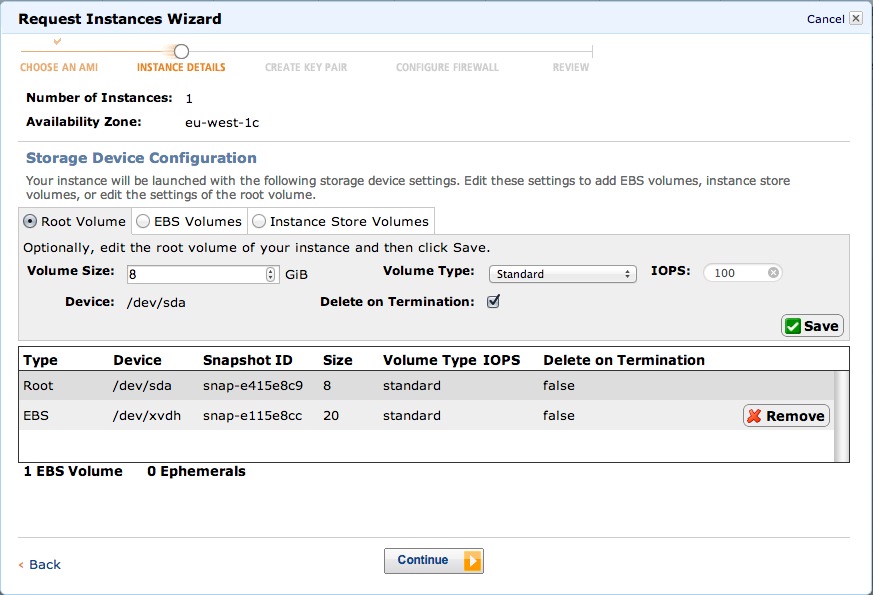 Request Instances Wizard
Cancel
CHOOSE AN AMI INSTANCE DETAILS CREATE KEY PAIR CONFIGURE FIREWALL REVIEW
Number of Instances: 1
Availability Zone: eu-west-1c
Storage Device Configuration
Your instance will be launched with the following storage device settings. Edit these settings to add EBS volumes, instance store
volumes, or edit the settings of the root volume.
Root Volume EBS Volumes Instance Store Volumes
Optionally, edit the root volume of your instance and then click Save.
Volume Size: 8 GiB Volume Type: Standard IOPS: 100
Device: /dev/sda Delete on Termination:
Save
Type Device Snapshot ID Size Volume Type IOPS Delete on Termination
Root /dev/sda snap-e415e8c9 8 standard false
EBS /dev/xvdh snap-e115e8cc 20 standard false Remove
1 EBS Volume 0 Ephemerals
‹ Back Continue